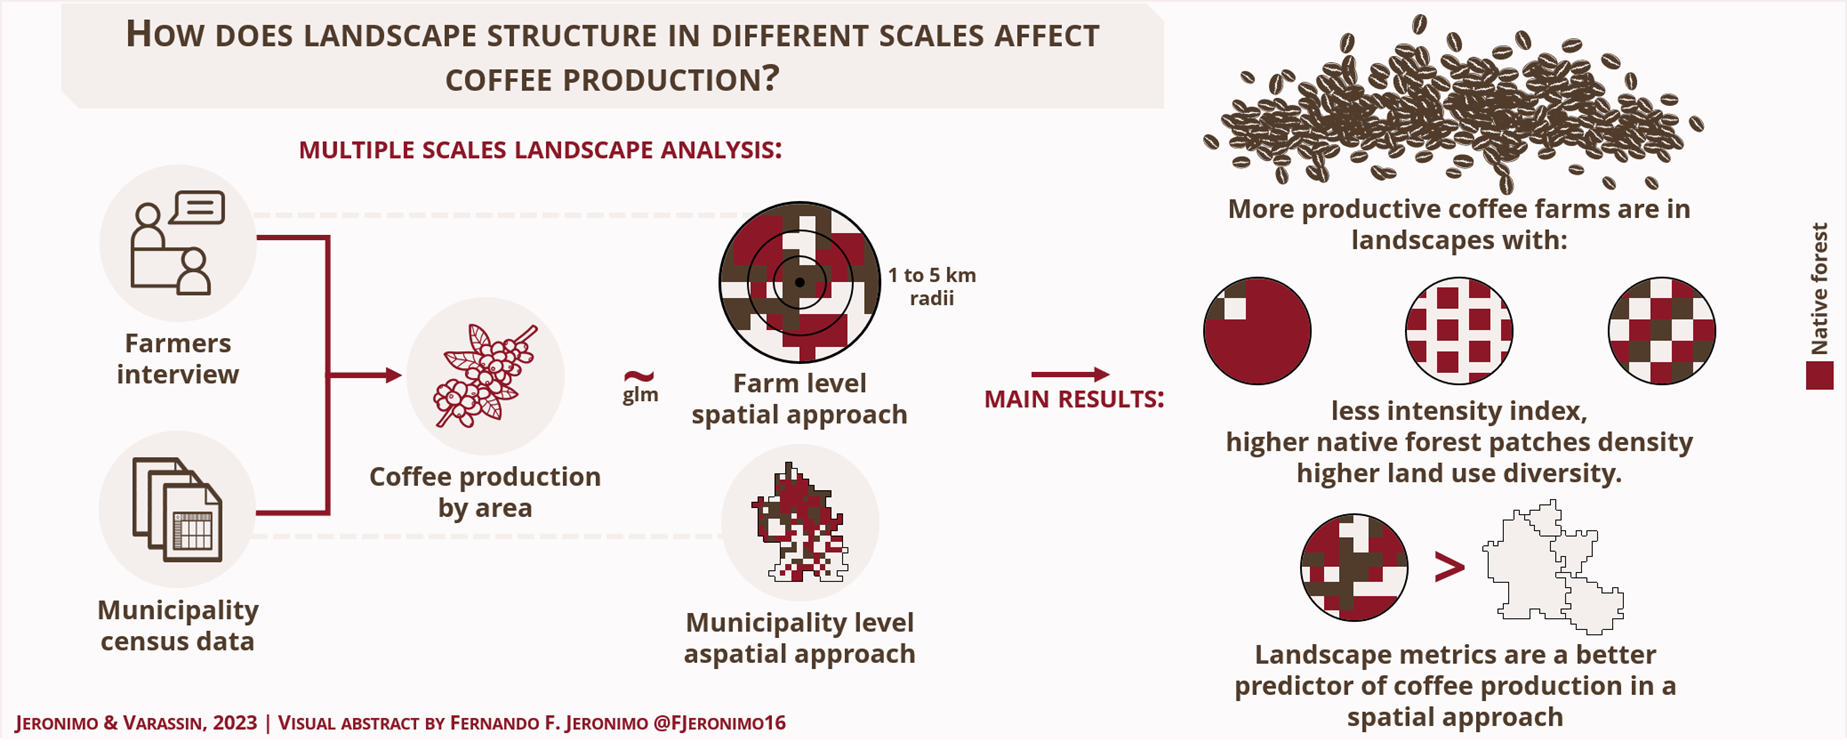 HOW DOES LANDSCAPE STRUCTURE IN DIFFERENT SCALES AFFECT
COFFEE PRODUCTION?
MULTIPLE SCALES LANDSCAPE ANALYSIS:
Farmers
interview
Municipality
census data
Coffee production
by area
~
glm
1 to 5 km
radii
Farm level
spatial approach
Municipality level
aspatial approach
MAIN RESULTS:
More productive coffee farms are in
landscapes with:
less intensity index,
higher native forest patches density
higher land use diversity.
Native forest
>
Landscape metrics are a better
predictor of coffee production in a
spatial approach
JERONIMO & VARASSIN, 2023 | VISUAL ABSTRACT BY FERNANDO F. JERONIMO @FJERONIMO16